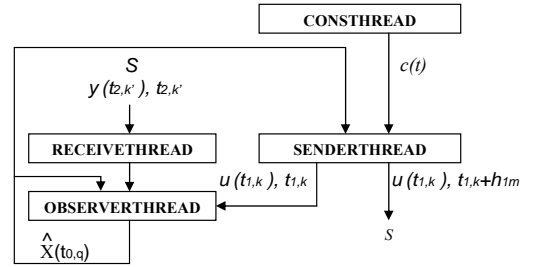 CONSTHREAD
S
c(t)
y(t2,k'), t2,k'
RECEIVETHREAD
SENDERTHREAD
u(t1,k), t1,k
u(t1,k), t1,k+h1m
OBSERVERTHREAD
X̂(t0,q)
S